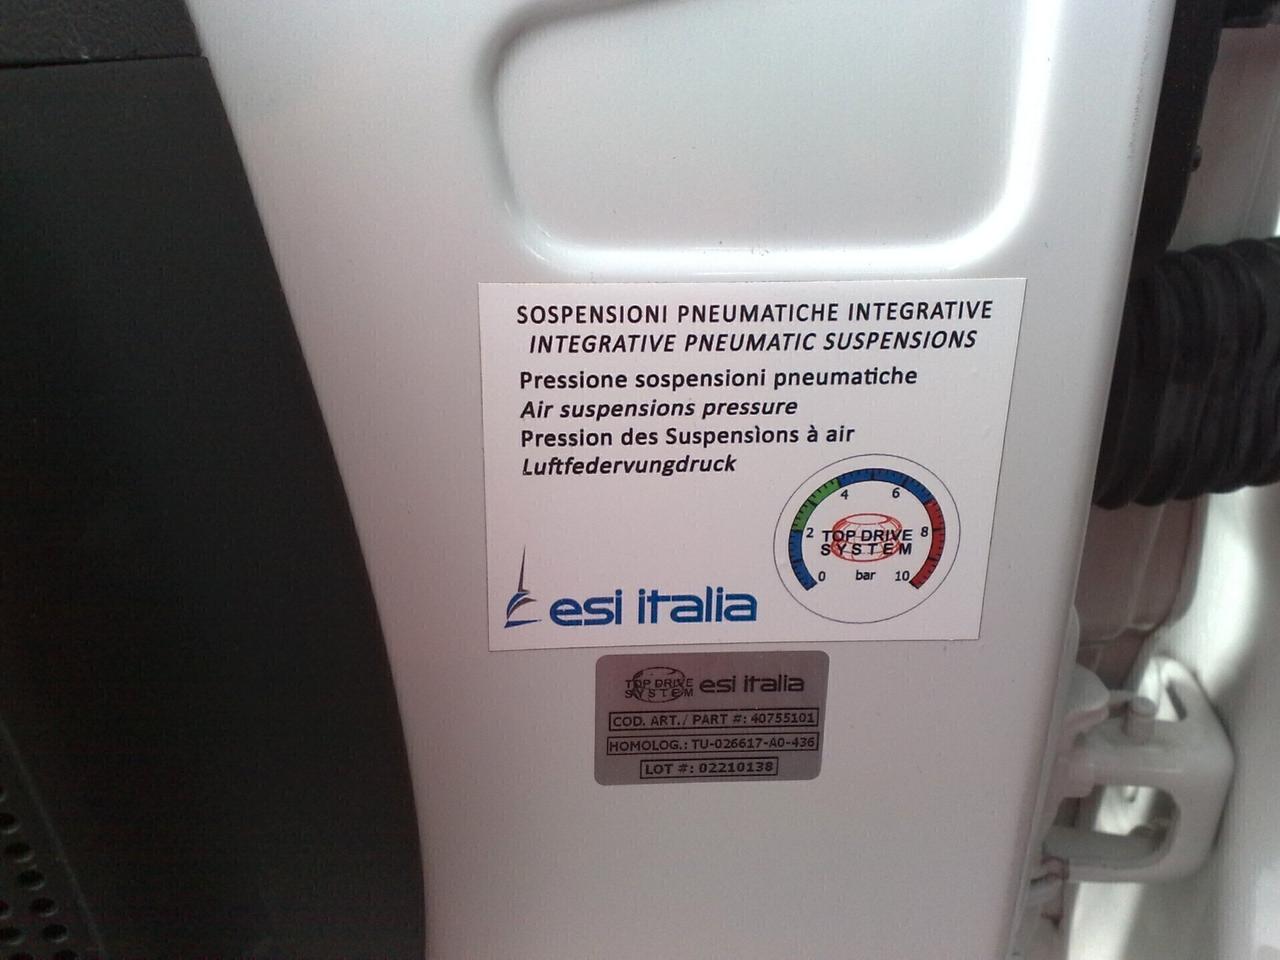 SOSPENSIONI PNEUMATICHE INTEGRATIVE
INTEGRATIVE PNEUMATIC SUSPENSIONS
Pressione sospensioni pneumatiche
Air suspensions pressure
Pression des Suspensìons à air
Luftfedervungdruck
4 6
2 TOP DRIVE 8
SYSTEM
0 bar 10
esi italia
TOP DRIVE
SYSTEM
esi italia
COD. ART./ PART #: 40755101
HOMOLOG.: TU-026617-A0-436
LOT #: 02210138